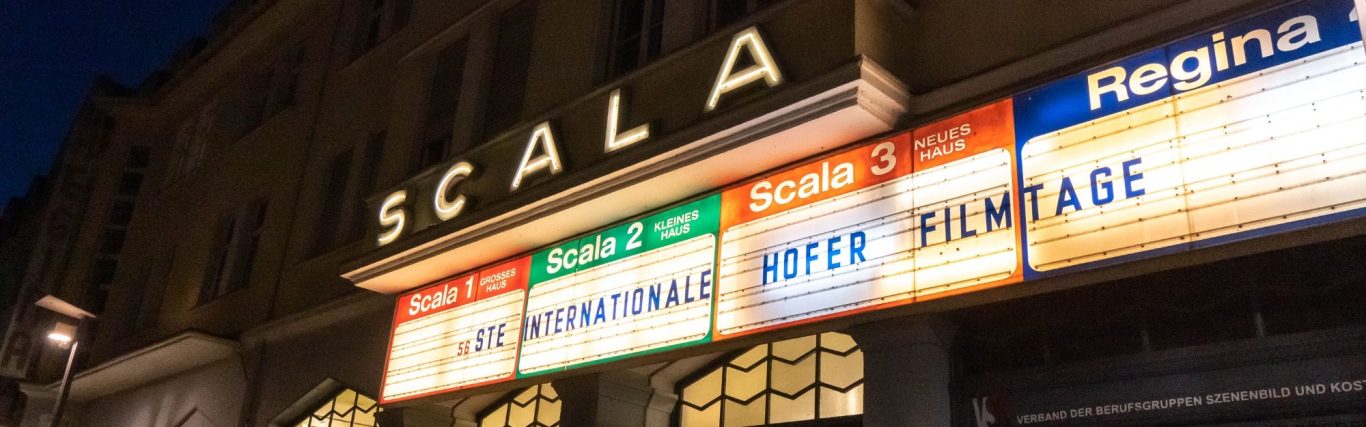 SCALA
Scala 1 GROSSES HAUS
Scala 2 KLEINES HAUS
Scala 3 NEUES HAUS
Regina
56 STE INTERNATIONALE HOFER FILMTAGE
VERBAND DER BERUFSGRUPPEN SZENENBILD UND KOST